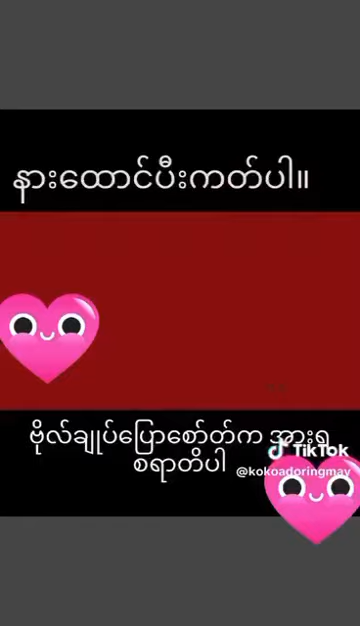 နားထောင်ပီးကတ်ပါ။
ဗိုလ်ချုပ်ပြောစော်တ်က အားရ
စရာတိပါ
TikTok
@kokoadoringmay